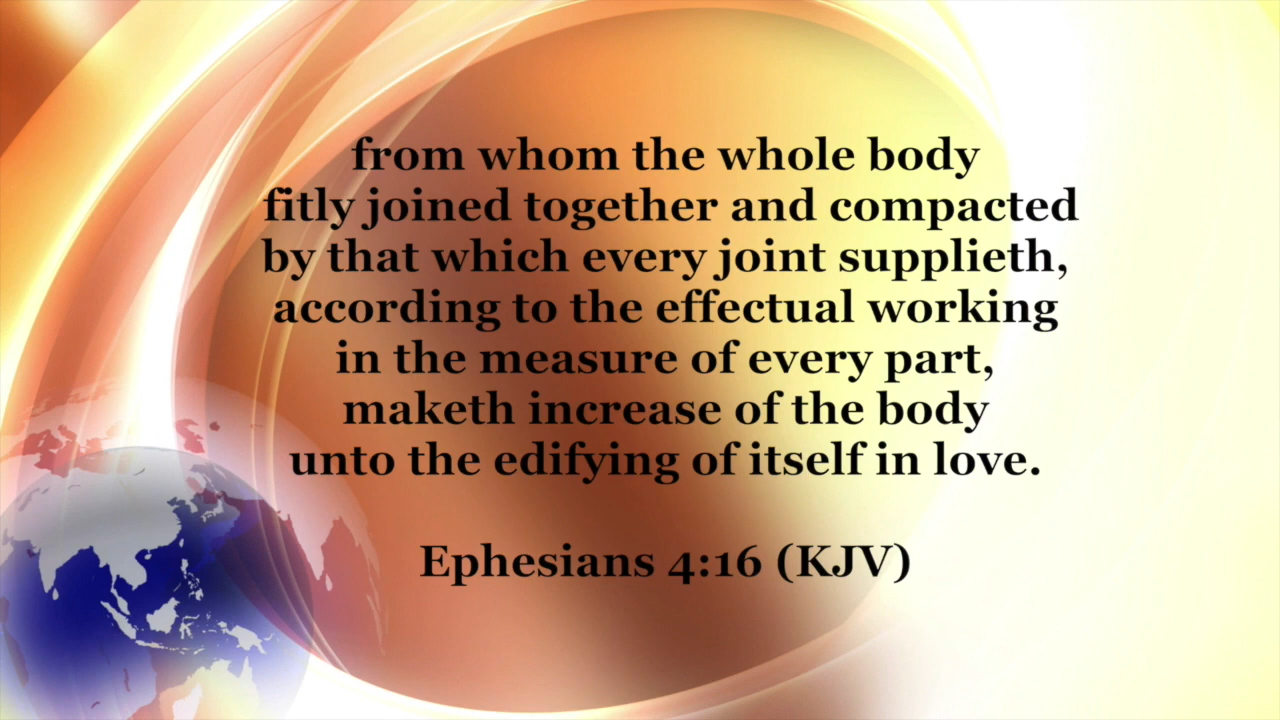 from whom the whole body
fitly joined together and compacted
by that which every joint supplieth,
according to the effectual working
in the measure of every part,
maketh increase of the body
unto the edifying of itself in love.
Ephesians 4:16 (KJV)